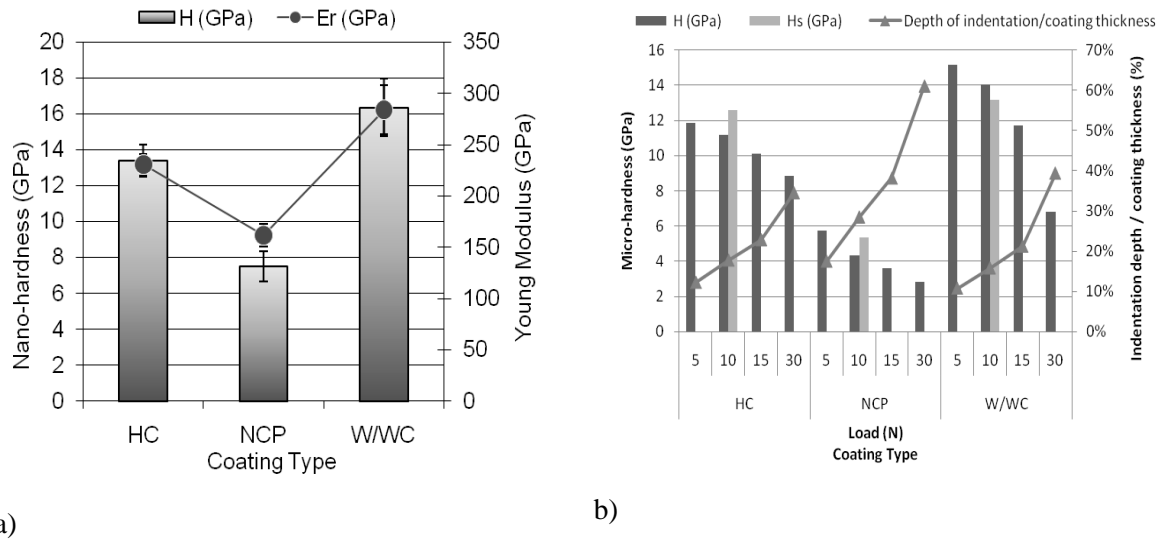 H (GPa) Er (GPa)
Nano-hardness (GPa)
20
18
16
14
12
10
8
6
4
2
0
350
300
250
200
150
100
50
0
Young Modulus (GPa)
HC NCP W/WC
Coating Type
a)
H (GPa) Hs (GPa) Depth of indentation/coating thickness
Micro-hardness (GPa)
16
14
12
10
8
6
4
2
0
70%
60%
50%
40%
30%
20%
10%
0%
Indentation depth / coating thickness (%)
5 10 15 30 5 10 15 30 5 10 15 30
HC NCP W/WC
Load (N)
Coating Type
b)